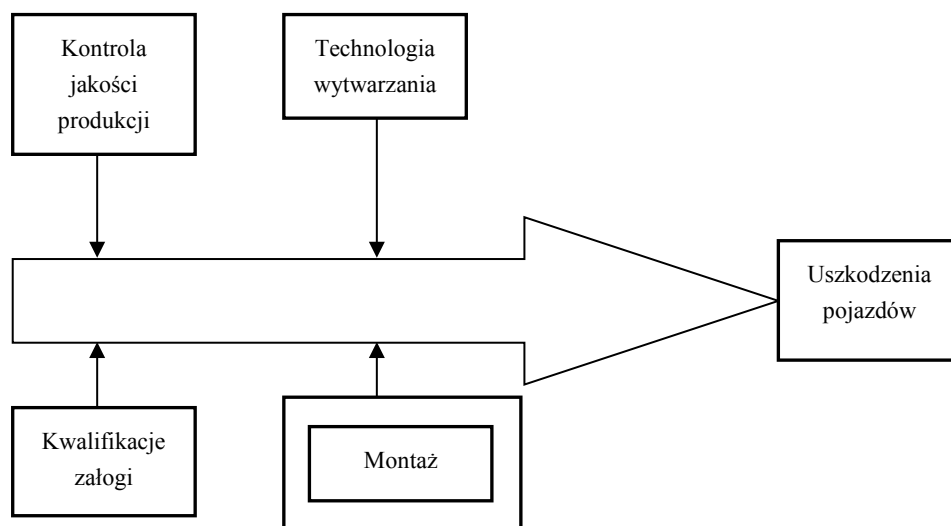 Kontrola
jakości
produkcji
Technologia
wytwarzania
Uszkodzenia
pojazdów
Kwalifikacje
załogi
Montaż